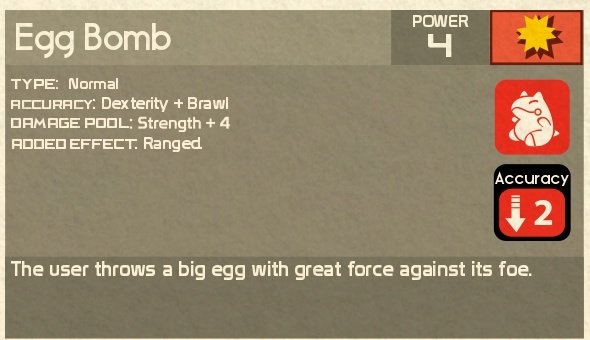 Egg Bomb
POWER
4
TYPE: Normal
ACCURACY: Dexterity + Brawl
DAMAGE POOL: Strength + 4
ADDED EFFECT: Ranged.
Accuracy
2
The user throws a big egg with great force against its foe.